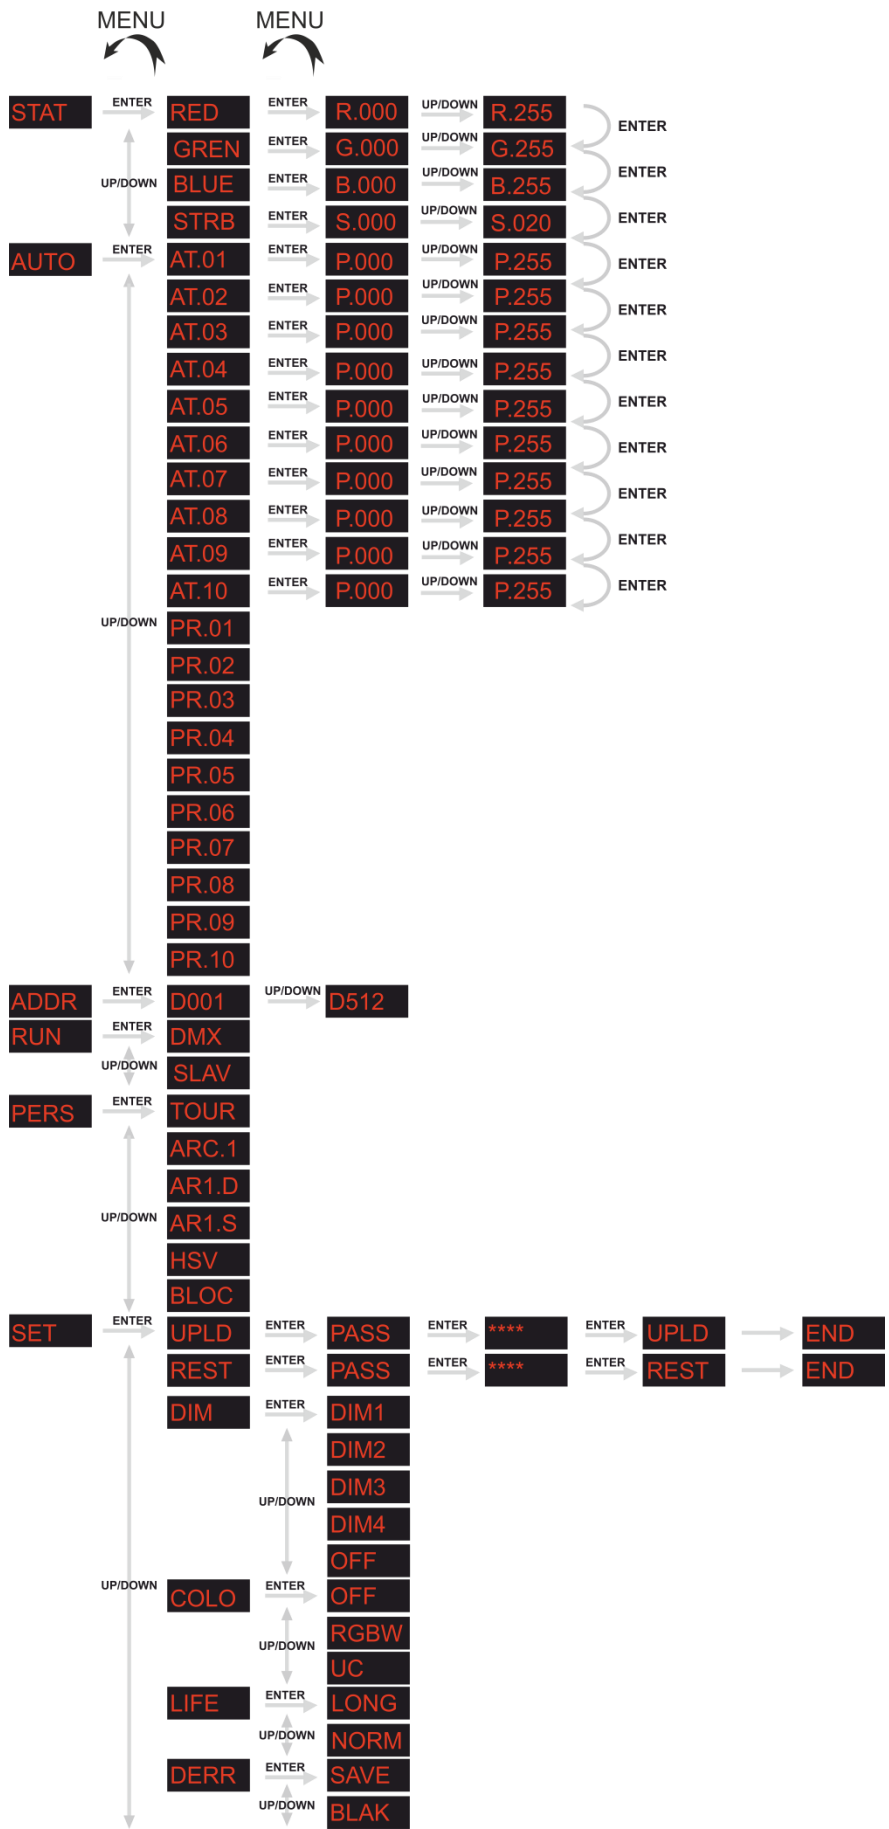 MENU MENU
STAT ENTER RED ENTER R.000 UP/DOWN R.255 ENTER
GREN ENTER G.000 UP/DOWN G.255 ENTER
UP/DOWN BLUE ENTER B.000 UP/DOWN B.255 ENTER
STRB ENTER S.000 UP/DOWN S.020 ENTER
AUTO ENTER AT.01 ENTER P.000 UP/DOWN P.255 ENTER
AT.02 ENTER P.000 UP/DOWN P.255 ENTER
AT.03 ENTER P.000 UP/DOWN P.255 ENTER
AT.04 ENTER P.000 UP/DOWN P.255 ENTER
AT.05 ENTER P.000 UP/DOWN P.255 ENTER
AT.06 ENTER P.000 UP/DOWN P.255 ENTER
AT.07 ENTER P.000 UP/DOWN P.255 ENTER
AT.08 ENTER P.000 UP/DOWN P.255 ENTER
AT.09 ENTER P.000 UP/DOWN P.255
AT.10 ENTER P.000 UP/DOWN P.255 ENTER
UP/DOWN PR.01
PR.02
PR.03
PR.04
PR.05
PR.06
PR.07
PR.08
PR.09
PR.10
ADDR ENTER D001 UP/DOWN D512
RUN ENTER DMX
UP/DOWN SLAV
PERS ENTER TOUR
ARC.1
AR1.D
UP/DOWN AR1.S
HSV
BLOC
SET ENTER UPLD ENTER PASS ENTER **** ENTER UPLD END
REST ENTER PASS ENTER **** ENTER REST END
DIM ENTER DIM1
DIM2
UP/DOWN DIM3
DIM4
OFF
UP/DOWN COLO ENTER OFF
UP/DOWN RGBW
UC
LIFE ENTER LONG
UP/DOWN NORM
DERR ENTER SAVE
UP/DOWN BLAK